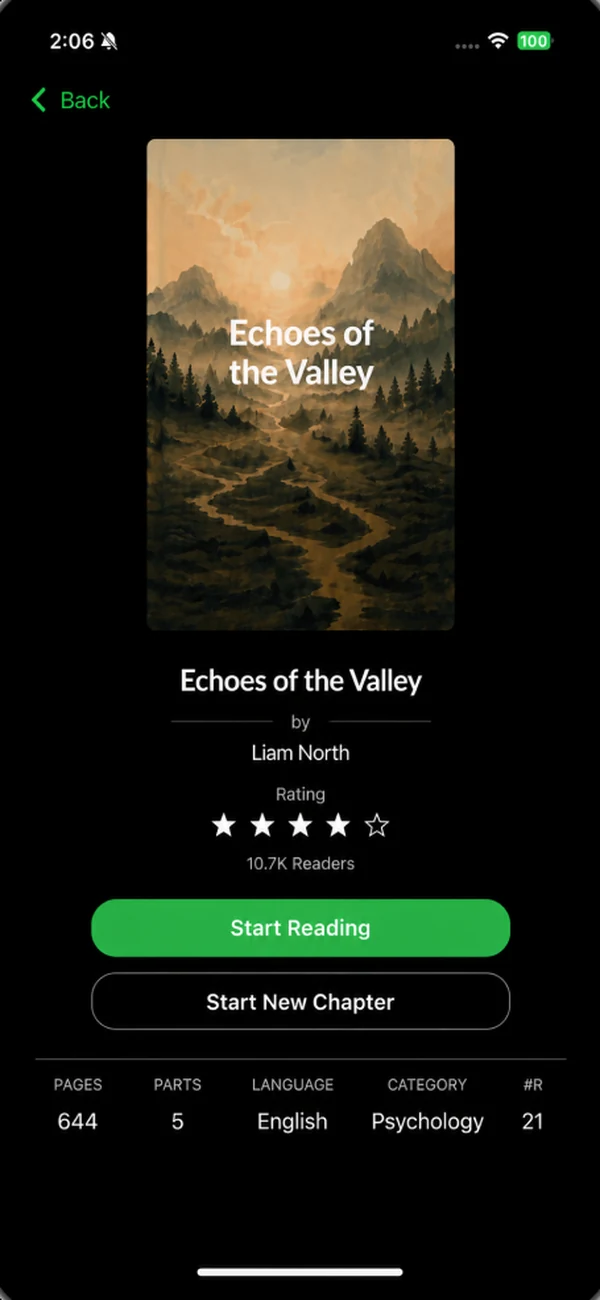 2:06
100
Back
Echoes of
the Valley
Echoes of the Valley
by
Liam North
Rating
10.7K Readers
Start Reading
Start New Chapter
PAGES PARTS LANGUAGE CATEGORY #R
644 5 English Psychology 21